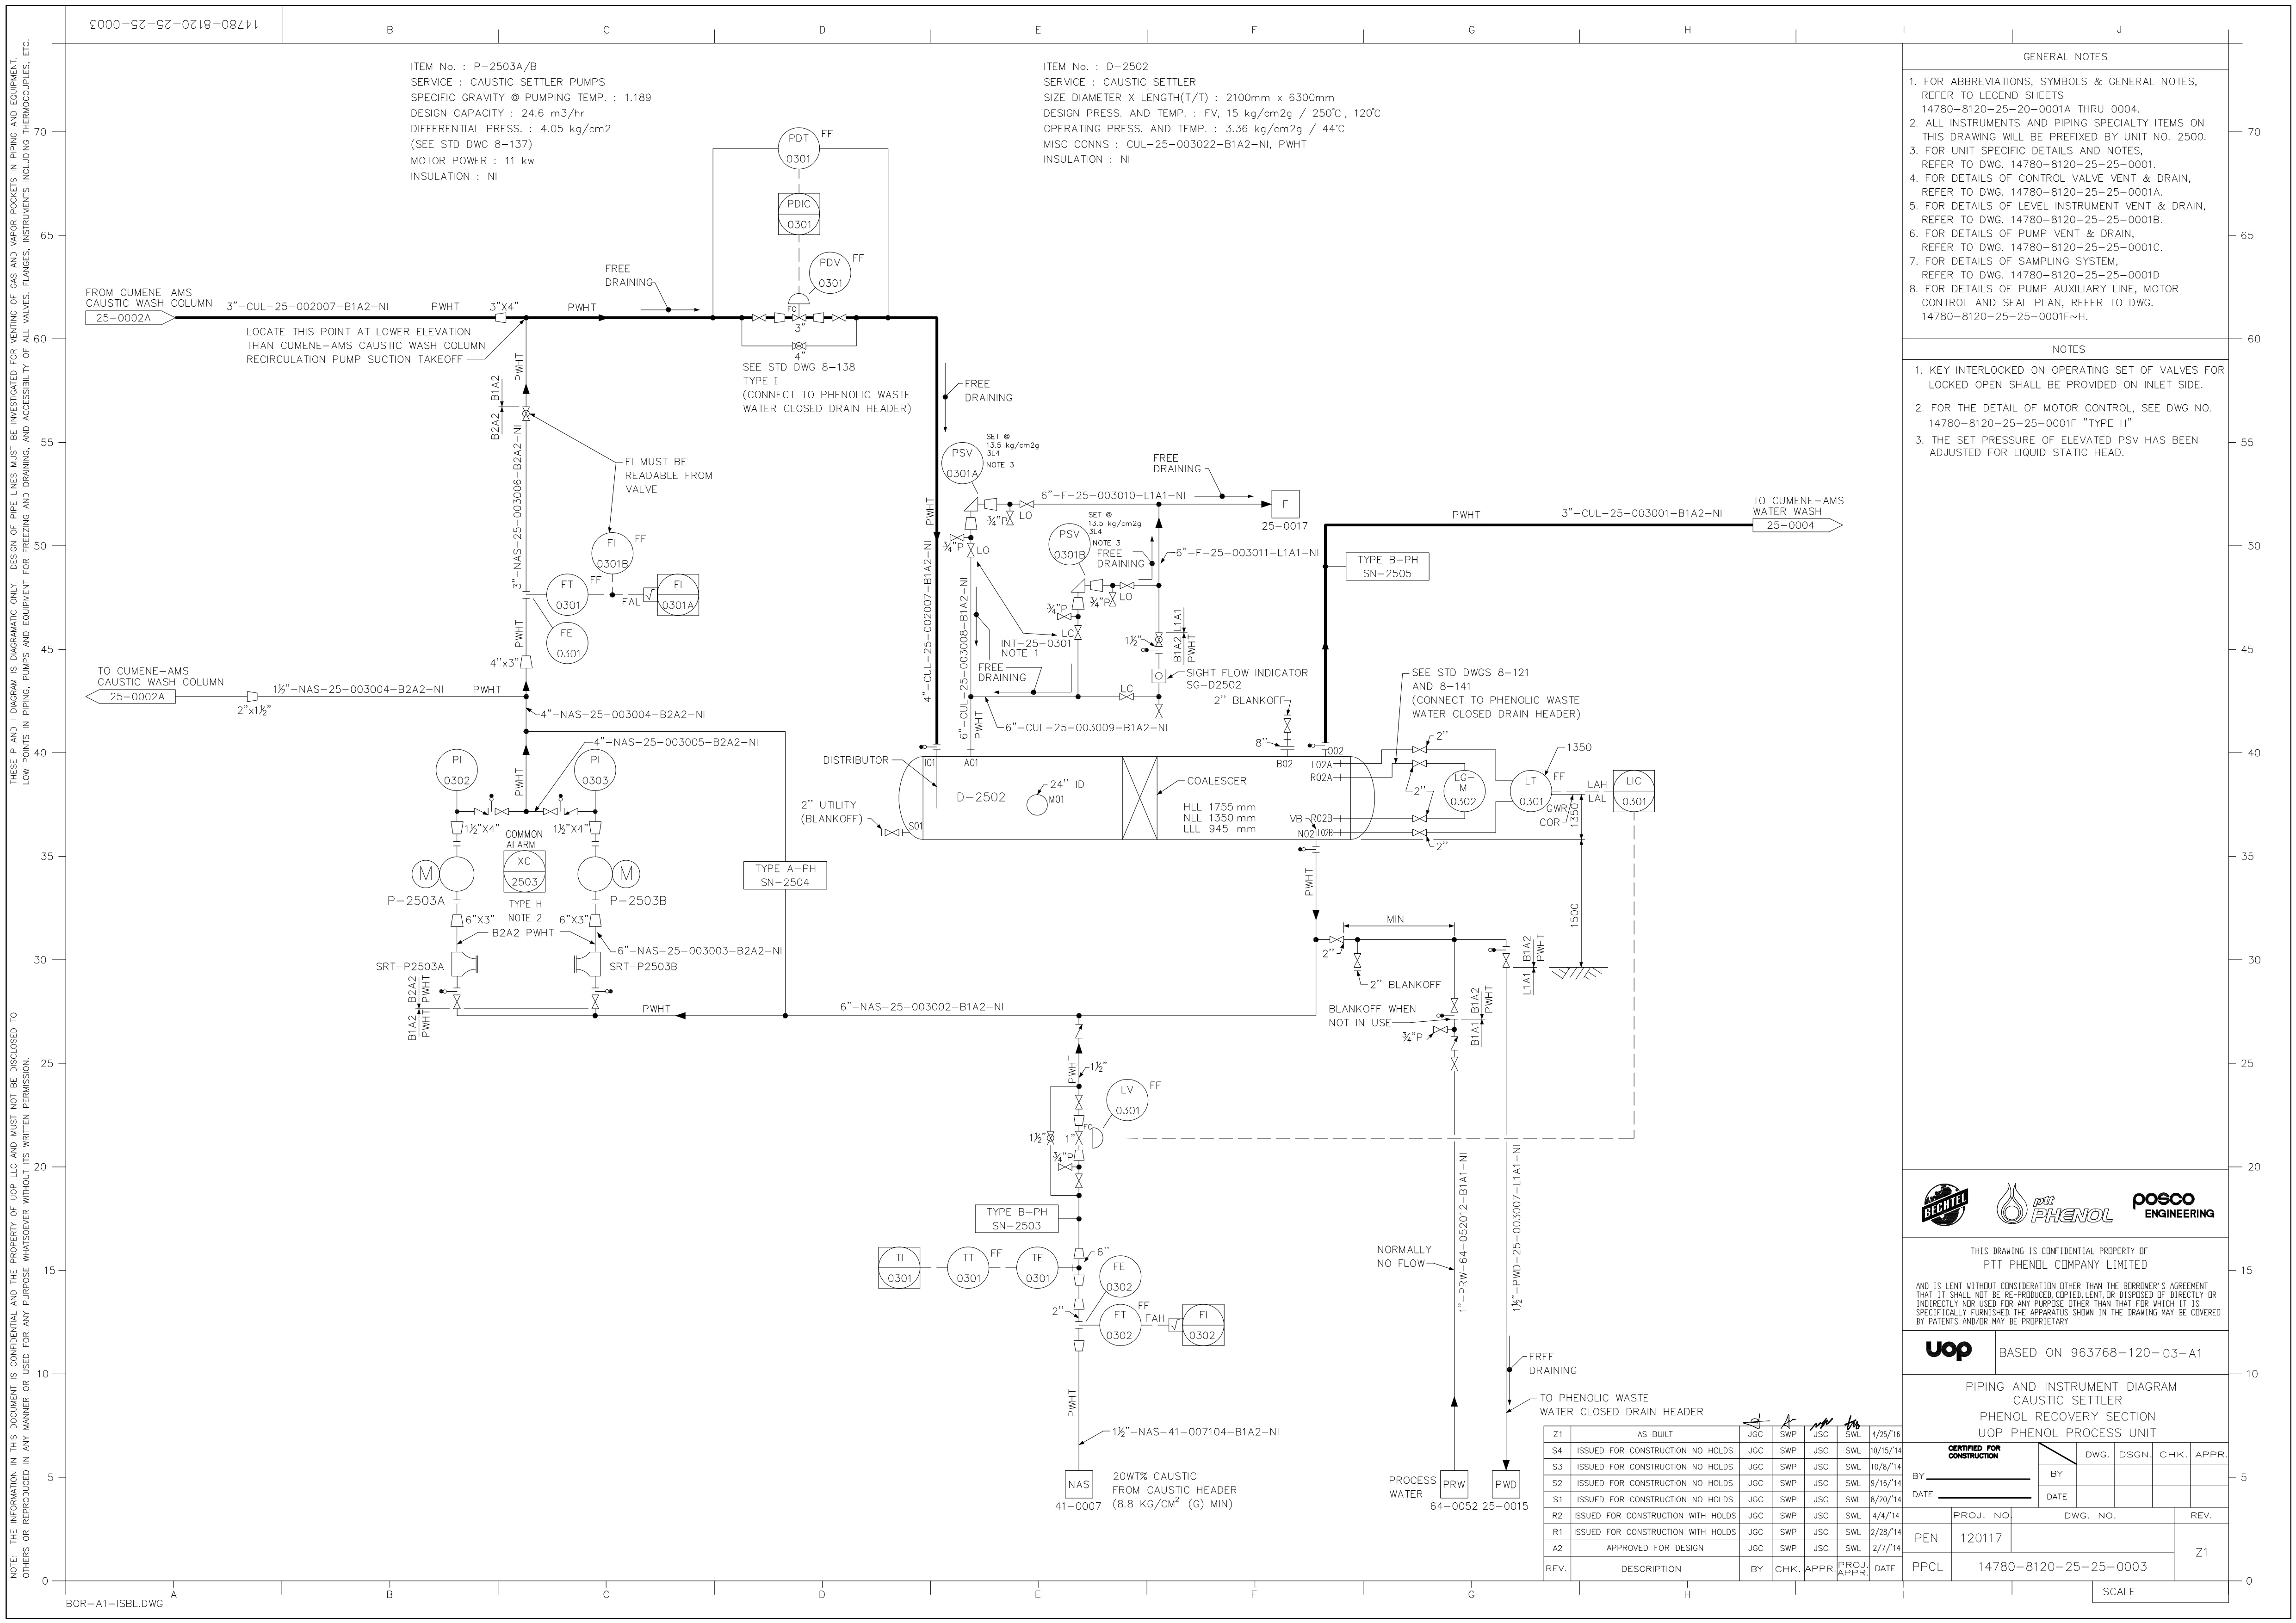 14780-8120-25-25-0003
B
C
D
E
F
G
H
I
J
THESE P AND I DIAGRAM IS DIAGRAMATIC ONLY. DESIGN OF PIPE LINES MUST BE INVESTIGATED FOR VENTING OF GAS AND VAPOR POCKETS IN PIPING AND EQUIPMENT.
LOW POINTS IN PIPING, PUMPS AND EQUIPMENT FOR FREEZING AND DRAINING, AND ACCESSIBILITY OF ALL VALVES, FLANGES, INSTRUMENTS INCLUDING THERMOCOUPLES, ETC.
NOTE: THE INFORMATION IN THIS DOCUMENT IS CONFIDENTIAL AND THE PROPERTY OF UOP LLC AND MUST NOT BE DISCLOSED TO
OTHERS OR REPRODUCED IN ANY MANNER OR USED FOR ANY PURPOSE WHATSOEVER WITHOUT ITS WRITTEN PERMISSION.
70
65
60
55
50
45
40
35
30
25
20
15
10
5
0
ITEM No. : P-2503A/B
SERVICE : CAUSTIC SETTLER PUMPS
SPECIFIC GRAVITY @ PUMPING TEMP. : 1.189
DESIGN CAPACITY : 24.6 m3/hr
DIFFERENTIAL PRESS. : 4.05 kg/cm2
(SEE STD DWG 8-137)
MOTOR POWER : 11 kw
INSULATION : NI
ITEM No. : D-2502
SERVICE : CAUSTIC SETTLER
SIZE DIAMETER X LENGTH(T/T) : 2100mm x 6300mm
DESIGN PRESS. AND TEMP. : FV, 15 kg/cm2g / 250°C , 120°C
OPERATING PRESS. AND TEMP. : 3.36 kg/cm2g / 44°C
MISC CONNS : CUL-25-003022-B1A2-NI, PWHT
INSULATION : NI
PDT
0301
FF
PDIC
0301
PDV
0301
FF
FO
3"
4"
FREE
DRAINING
FROM CUMENE-AMS
CAUSTIC WASH COLUMN
25-0002A
3"-CUL-25-002007-B1A2-NI
PWHT
3"X4"
PWHT
LOCATE THIS POINT AT LOWER ELEVATION
THAN CUMENE-AMS CAUSTIC WASH COLUMN
RECIRCULATION PUMP SUCTION TAKEOFF
SEE STD DWG 8-138
TYPE I
(CONNECT TO PHENOLIC WASTE
WATER CLOSED DRAIN HEADER)
PWHT
B2A2 B1A2
3"-NAS-25-003006-B2A2-NI
FI MUST BE
READABLE FROM
VALVE
FI
0301B
FF
FT
0301
FF
FAL
√
FI
0301A
FE
0301
PWHT
4"x3"
TO CUMENE-AMS
CAUSTIC WASH COLUMN
25-0002A
2"x1½"
1½"-NAS-25-003004-B2A2-NI
PWHT
4"-NAS-25-003004-B2A2-NI
4"-NAS-25-003005-B2A2-NI
PI
0302
PI
0303
PWHT
1½"X4"
1½"X4"
COMMON
ALARM
XC
2503
TYPE H
NOTE 2
M
M
P-2503A
P-2503B
6"X3"
6"X3"
B2A2 PWHT
6"-NAS-25-003003-B2A2-NI
SRT-P2503A
SRT-P2503B
B1A2 B2A2
PWHT PWHT
PWHT
6"-NAS-25-003002-B1A2-NI
TYPE A-PH
SN-2504
FREE
DRAINING
PWHT
4"-CUL-25-002007-B1A2-NI
PSV
0301A
SET @
13.5 kg/cm2g
3L4
NOTE 3
¾"P
LO
¾"P
LO
6"-F-25-003010-L1A1-NI
FREE
DRAINING
F
25-0017
PSV
0301B
SET @
13.5 kg/cm2g
3L4
NOTE 3
FREE
DRAINING
6"-F-25-003011-L1A1-NI
¾"P
LO
¾"P
LC
INT-25-0301
NOTE 1
FREE
DRAINING
6"-CUL-25-003008-B1A2-NI
PWHT
1½"
B1A2 L1A1
PWHT
SIGHT FLOW INDICATOR
SG-D2502
LC
6"-CUL-25-003009-B1A2-NI
2" BLANKOFF
8"
TYPE B-PH
SN-2505
PWHT
3"-CUL-25-003001-B1A2-NI
TO CUMENE-AMS
WATER WASH
25-0004
DISTRIBUTOR
2" UTILITY
(BLANKOFF)
I01
A01
S01
D-2502
24" ID
M01
COALESCER
HLL 1755 mm
NLL 1350 mm
LLL 945 mm
B02
O02
L02A
R02A
VB
R02B
N02
L02B
SEE STD DWGS 8-121
AND 8-141
(CONNECT TO PHENOLIC WASTE
WATER CLOSED DRAIN HEADER)
2"
2"
2"
LG-
M
0302
1350
LT
0301
FF
LAH
LAL
LIC
0301
GWR
COR
1350
1500
PWHT
MIN
2"
2" BLANKOFF
L1A1 B1A2
PWHT
BLANKOFF WHEN
NOT IN USE
¾"P
B1A1 B1A2
PWHT
PWHT
1½"
LV
0301
FF
FC
1½"
1"
¾"P
TYPE B-PH
SN-2503
TI
0301
TT
0301
FF
TE
0301
6"
FE
0302
2"
FT
0302
FF
FAH
√
FI
0302
PWHT
1½"-NAS-41-007104-B1A2-NI
NAS
41-0007
20WT% CAUSTIC
FROM CAUSTIC HEADER
(8.8 KG/CM² (G) MIN)
NORMALLY
NO FLOW
1"-PRW-64-052012-B1A1-NI
1½"-PWD-25-003007-L1A1-NI
FREE
DRAINING
TO PHENOLIC WASTE
WATER CLOSED DRAIN HEADER
PROCESS
WATER
PRW
64-0052
PWD
25-0015
GENERAL NOTES
1. FOR ABBREVIATIONS, SYMBOLS & GENERAL NOTES,
REFER TO LEGEND SHEETS
14780-8120-25-20-0001A THRU 0004.
2. ALL INSTRUMENTS AND PIPING SPECIALTY ITEMS ON
THIS DRAWING WILL BE PREFIXED BY UNIT NO. 2500.
3. FOR UNIT SPECIFIC DETAILS AND NOTES,
REFER TO DWG. 14780-8120-25-25-0001.
4. FOR DETAILS OF CONTROL VALVE VENT & DRAIN,
REFER TO DWG. 14780-8120-25-25-0001A.
5. FOR DETAILS OF LEVEL INSTRUMENT VENT & DRAIN,
REFER TO DWG. 14780-8120-25-25-0001B.
6. FOR DETAILS OF PUMP VENT & DRAIN,
REFER TO DWG. 14780-8120-25-25-0001C.
7. FOR DETAILS OF SAMPLING SYSTEM,
REFER TO DWG. 14780-8120-25-25-0001D
8. FOR DETAILS OF PUMP AUXILIARY LINE, MOTOR
CONTROL AND SEAL PLAN, REFER TO DWG.
14780-8120-25-25-0001F~H.
NOTES
1. KEY INTERLOCKED ON OPERATING SET OF VALVES FOR
LOCKED OPEN SHALL BE PROVIDED ON INLET SIDE.
2. FOR THE DETAIL OF MOTOR CONTROL, SEE DWG NO.
14780-8120-25-25-0001F "TYPE H"
3. THE SET PRESSURE OF ELEVATED PSV HAS BEEN
ADJUSTED FOR LIQUID STATIC HEAD.
70
65
60
55
50
45
40
35
30
25
20
15
10
5
0
BECHTEL
ptt PHENOL
posco ENGINEERING
THIS DRAWING IS CONFIDENTIAL PROPERTY OF
PTT PHENOL COMPANY LIMITED
AND IS LENT WITHOUT CONSIDERATION OTHER THAN THE BORROWER'S AGREEMENT
THAT IT SHALL NOT BE RE-PRODUCED, COPIED, LENT, OR DISPOSED OF DIRECTLY OR
INDIRECTLY NOR USED FOR ANY PURPOSE OTHER THAN THAT FOR WHICH IT IS
SPECIFICALLY FURNISHED. THE APPARATUS SHOWN IN THE DRAWING MAY BE COVERED
BY PATENTS AND/OR MAY BE PROPRIETARY
uop
BASED ON 963768-120-03-A1
PIPING AND INSTRUMENT DIAGRAM
CAUSTIC SETTLER
PHENOL RECOVERY SECTION
UOP PHENOL PROCESS UNIT
CERTIFIED FOR
CONSTRUCTION
BY
DATE
DWG. DSGN. CHK. APPR.
BY
DATE
PROJ. NO. DWG. NO. REV.
PEN 120117
PPCL 14780-8120-25-25-0003 Z1
SCALE
Z1 AS BUILT JGC SWP JSC SWL 4/25/'16
S4 ISSUED FOR CONSTRUCTION NO HOLDS JGC SWP JSC SWL 10/15/'14
S3 ISSUED FOR CONSTRUCTION NO HOLDS JGC SWP JSC SWL 10/8/'14
S2 ISSUED FOR CONSTRUCTION NO HOLDS JGC SWP JSC SWL 9/16/'14
S1 ISSUED FOR CONSTRUCTION NO HOLDS JGC SWP JSC SWL 8/20/'14
R2 ISSUED FOR CONSTRUCTION WITH HOLDS JGC SWP JSC SWL 4/4/'14
R1 ISSUED FOR CONSTRUCTION WITH HOLDS JGC SWP JSC SWL 2/28/'14
A2 APPROVED FOR DESIGN JGC SWP JSC SWL 2/7/'14
REV. DESCRIPTION BY CHK. APPR. PROJ. APPR. DATE
A
B
C
D
E
F
G
H
I
BOR-A1-ISBL.DWG